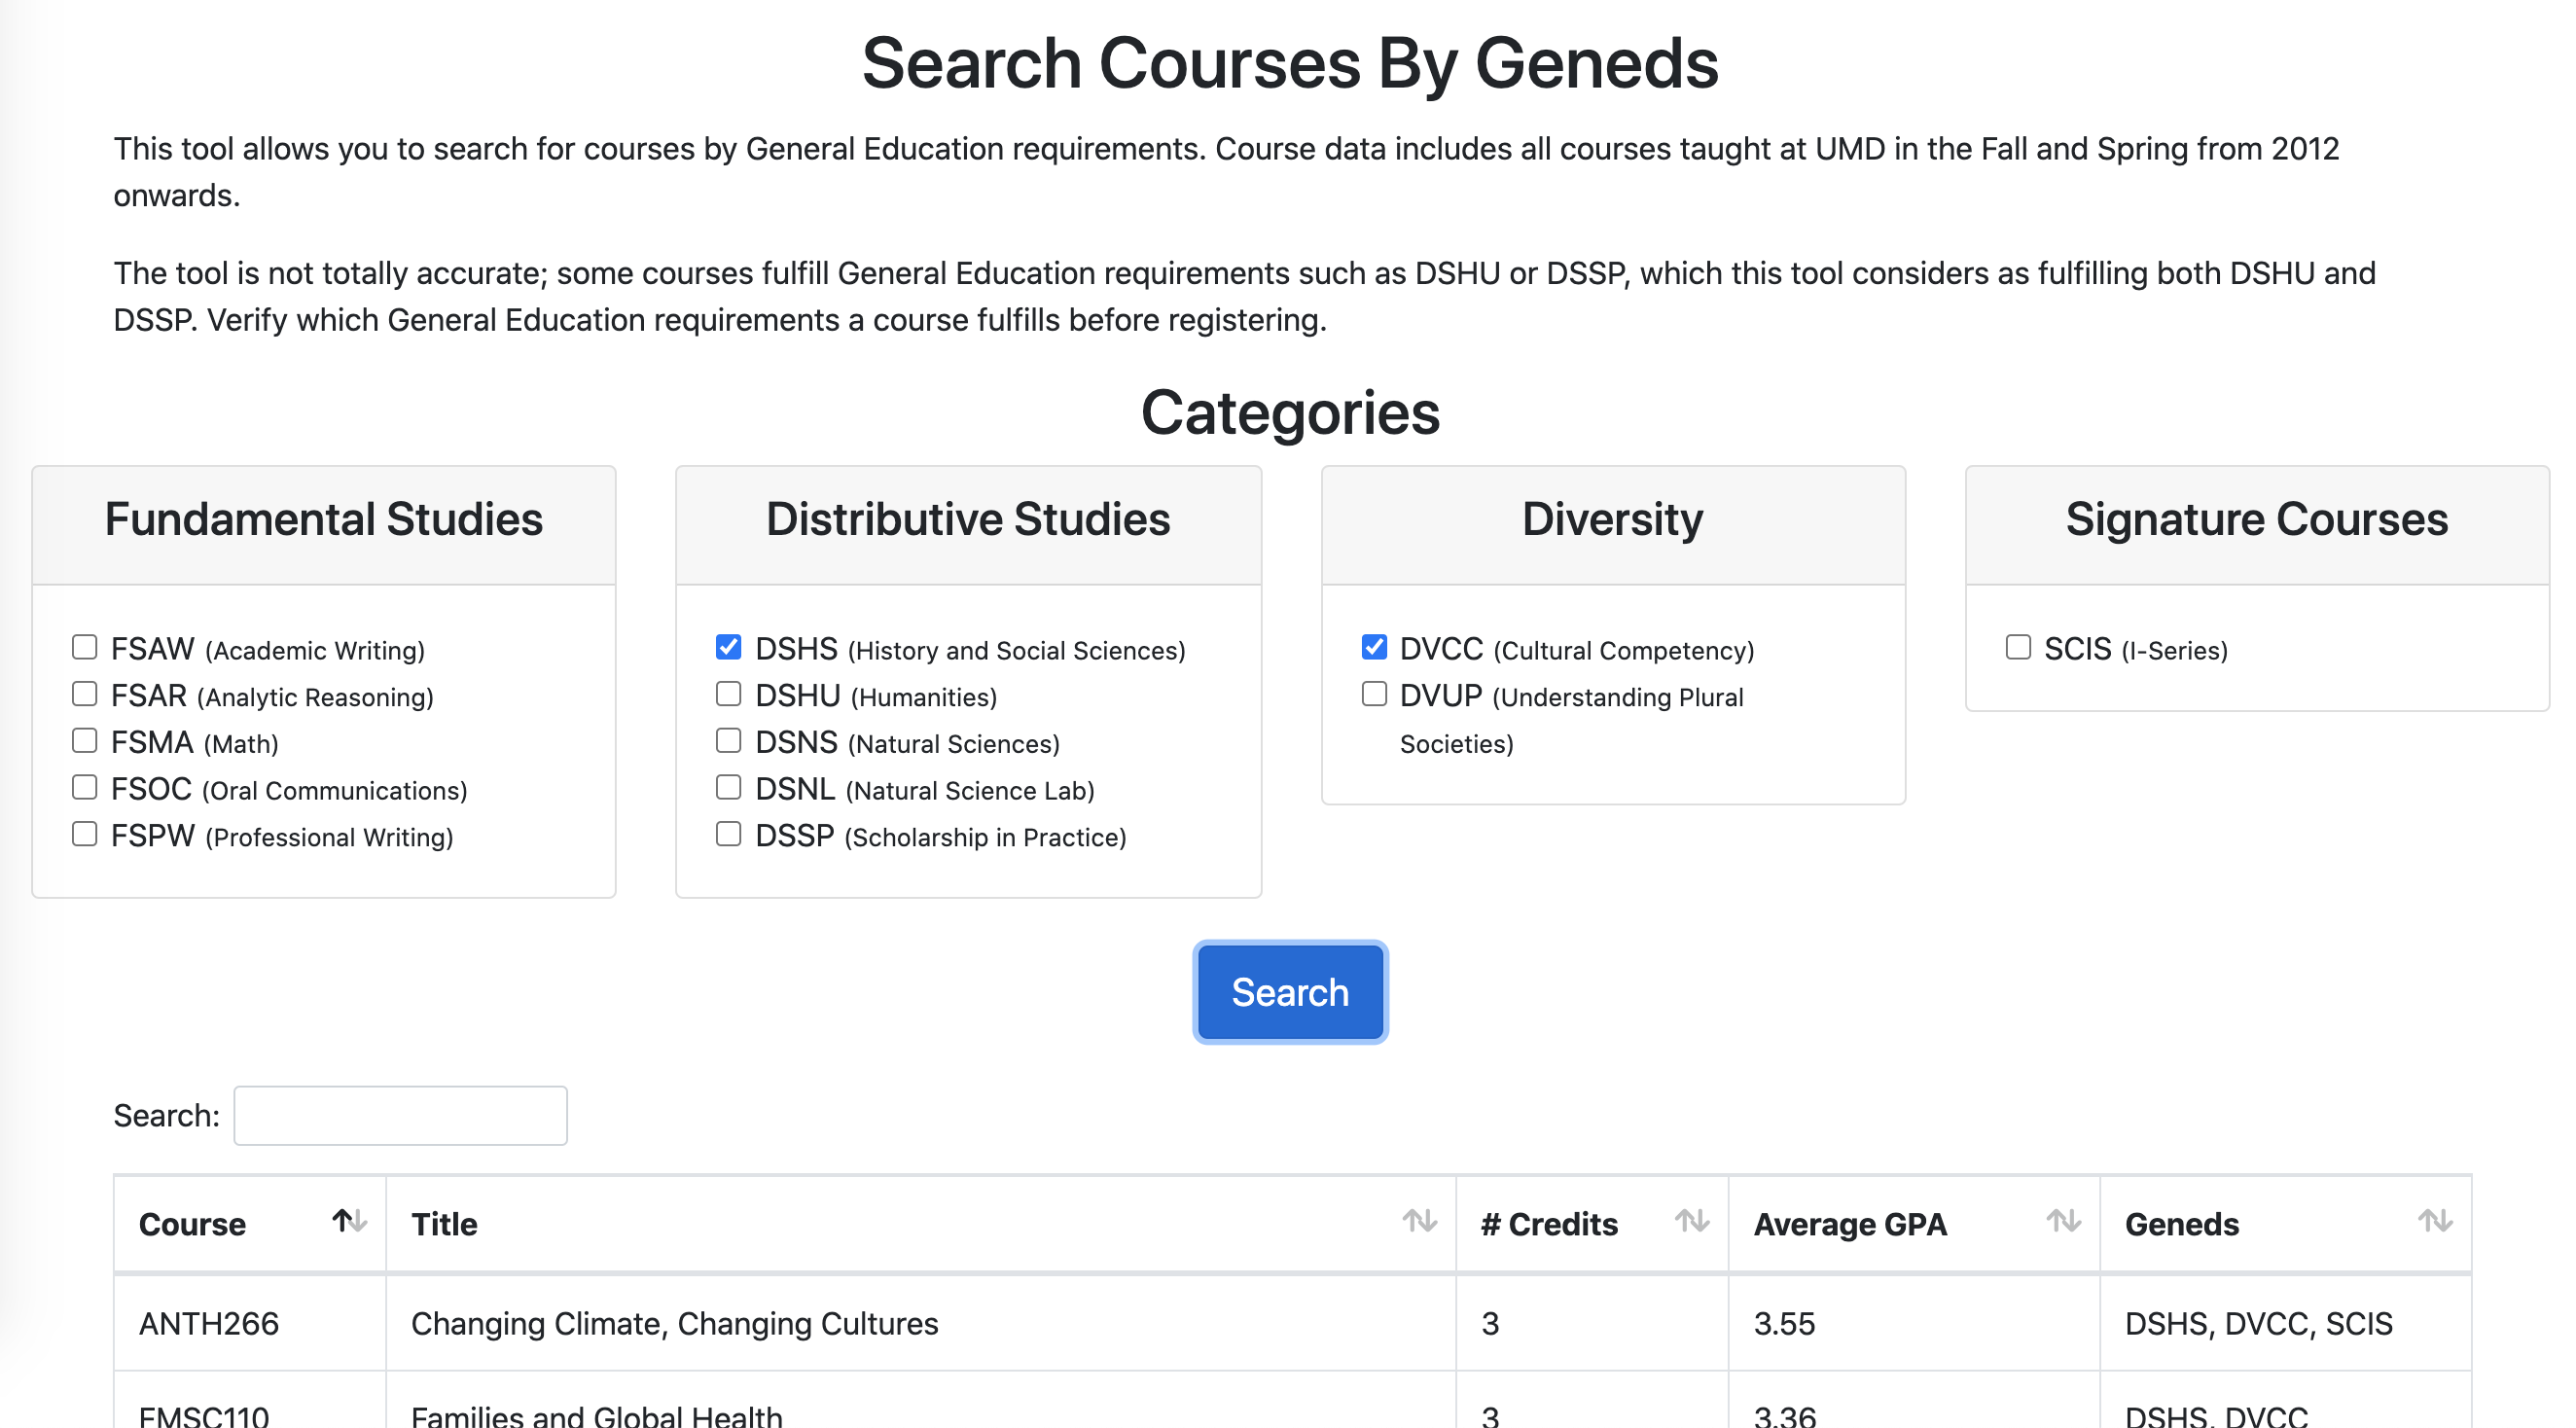 Search Courses By Geneds
This tool allows you to search for courses by General Education requirements. Course data includes all courses taught at UMD in the Fall and Spring from 2012
onwards.
The tool is not totally accurate; some courses fulfill General Education requirements such as DSHU or DSSP, which this tool considers as fulfilling both DSHU and
DSSP. Verify which General Education requirements a course fulfills before registering.
Categories
Fundamental Studies
FSAW (Academic Writing)
FSAR (Analytic Reasoning)
FSMA (Math)
FSOC (Oral Communications)
FSPW (Professional Writing)
Distributive Studies
DSHS (History and Social Sciences)
DSHU (Humanities)
DSNS (Natural Sciences)
DSNL (Natural Science Lab)
DSSP (Scholarship in Practice)
Diversity
DVCC (Cultural Competency)
DVUP (Understanding Plural
Societies)
Signature Courses
SCIS (I-Series)
Search
Search:
Course Title # Credits Average GPA Geneds
ANTH266 Changing Climate, Changing Cultures 3 3.55 DSHS, DVCC, SCIS
FMSC110 Families and Global Health 3 3.36 DSHS, DVCC